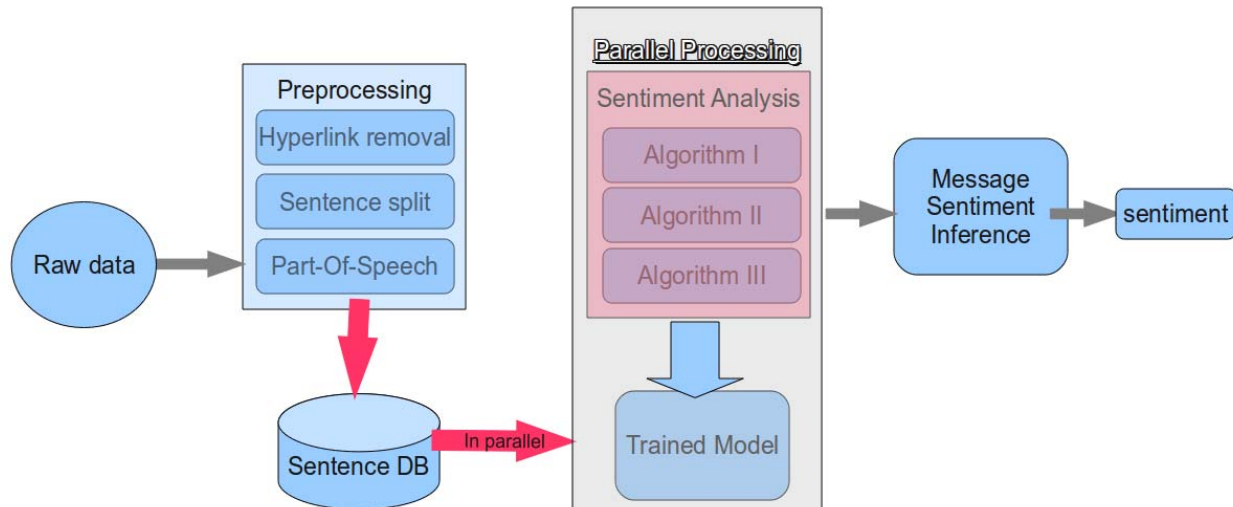 Raw data
Preprocessing
Hyperlink removal
Sentence split
Part-Of-Speech
Sentence DB
In parallel
Parallel Processing
Sentiment Analysis
Algorithm I
Algorithm II
Algorithm III
Trained Model
Message
Sentiment
Inference
sentiment